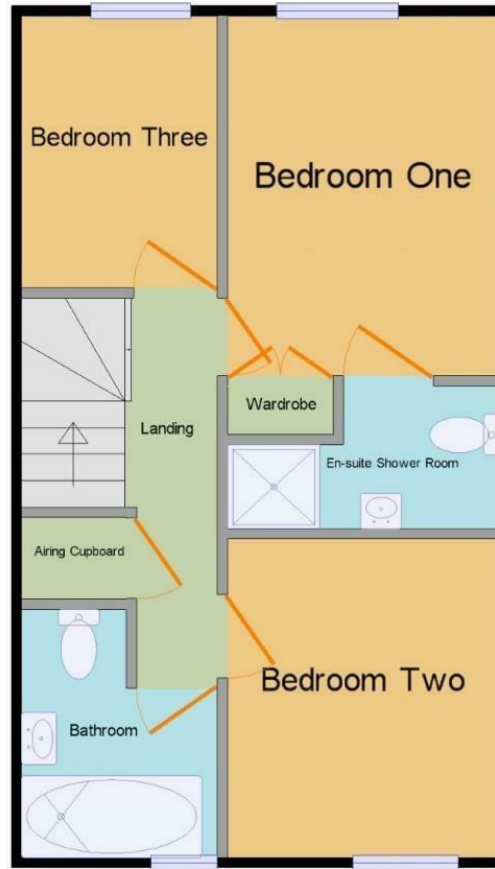 Bedroom Three
Bedroom One
Wardrobe
Landing
En-suite Shower Room
Airing Cupboard
Bedroom Two
Bathroom